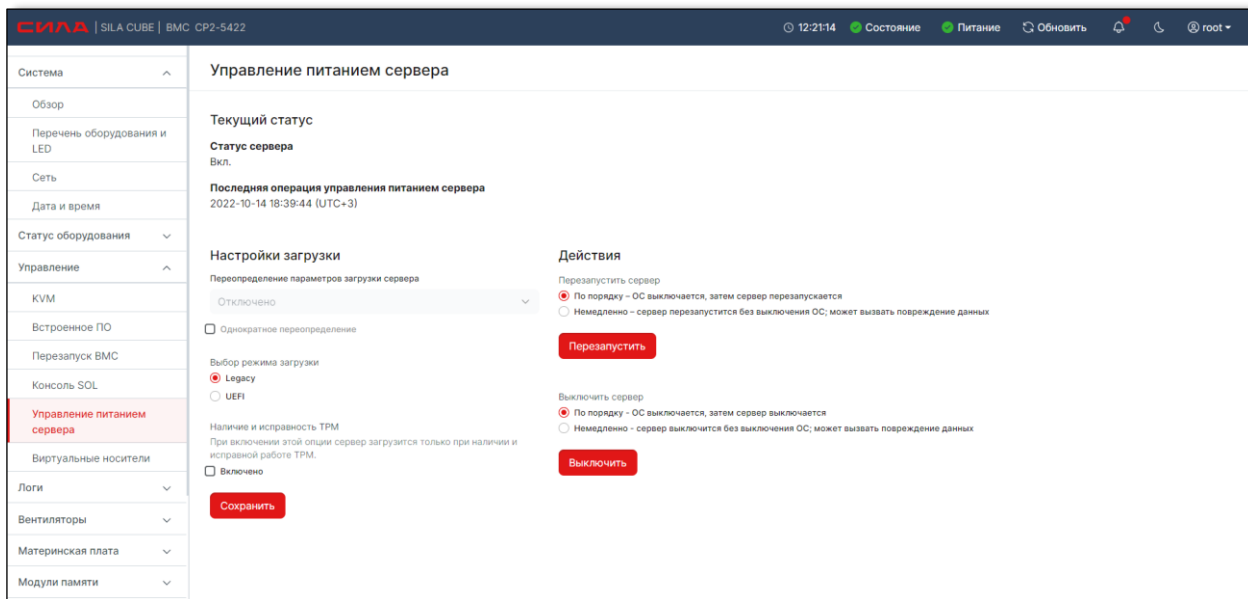 СИЛА | SILA CUBE | BMC CP2-5422
12:21:14 Состояние Питание Обновить root
Система
Обзор
Перечень оборудования и
LED
Сеть
Дата и время
Статус оборудования
Управление
KVM
Встроенное ПО
Перезапуск BMC
Консоль SOL
Управление питанием
сервера
Виртуальные носители
Логи
Вентиляторы
Материнская плата
Модули памяти
Управление питанием сервера
Текущий статус
Статус сервера
Вкл.
Последняя операция управления питанием сервера
2022-10-14 18:39:44 (UTC+3)
Настройки загрузки
Переопределение параметров загрузки сервера
Отключено
Однократное переопределение
Выбор режима загрузки
Legacy
UEFI
Наличие и исправность TPM
При включении этой опции сервер загрузится только при наличии и
исправной работе TPM.
Включено
Сохранить
Действия
Перезапустить сервер
По порядку – ОС выключается, затем сервер перезапускается
Немедленно – сервер перезапустится без выключения ОС; может вызвать повреждение данных
Перезапустить
Выключить сервер
По порядку - ОС выключается, затем сервер выключается
Немедленно - сервер выключится без выключения ОС; может вызвать повреждение данных
Выключить